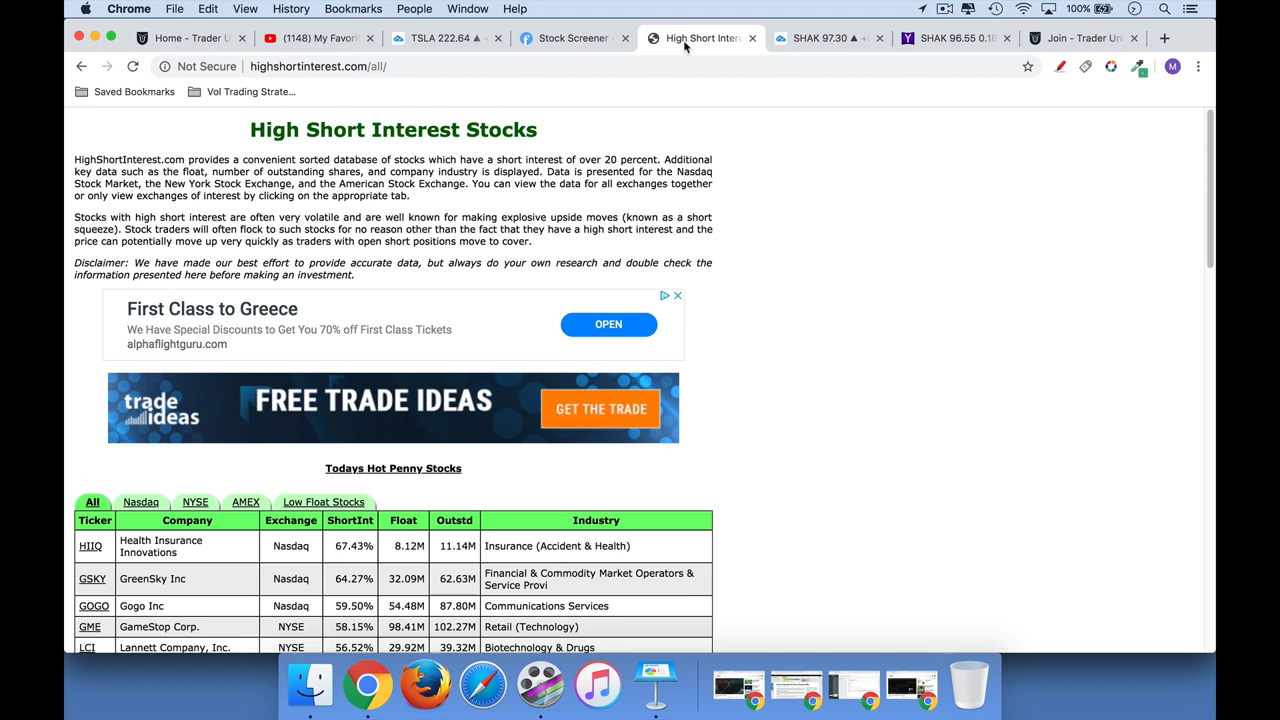 Chrome File Edit View History Bookmarks People Window Help 100%
Home - Trader U (1148) My Favorit TSLA 222.64 Stock Screener High Short Intere SHAK 97.30 SHAK 96.55 0.18 Join - Trader Un
Not Secure highshortinterest.com/all/ M
Saved Bookmarks Vol Trading Strate...
High Short Interest Stocks
HighShortInterest.com provides a convenient sorted database of stocks which have a short interest of over 20 percent. Additional
key data such as the float, number of outstanding shares, and company industry is displayed. Data is presented for the Nasdaq
Stock Market, the New York Stock Exchange, and the American Stock Exchange. You can view the data for all exchanges together
or only view exchanges of interest by clicking on the appropriate tab.
Stocks with high short interest are often very volatile and are well known for making explosive upside moves (known as a short
squeeze). Stock traders will often flock to such stocks for no reason other than the fact that they have a high short interest and the
price can potentially move up very quickly as traders with open short positions move to cover.
Disclaimer: We have made our best effort to provide accurate data, but always do your own research and double check the
information presented here before making an investment.
First Class to Greece
We Have Special Discounts to Get You 70% off First Class Tickets
alphaflightguru.com
OPEN
trade ideas
FREE TRADE IDEAS
GET THE TRADE
Todays Hot Penny Stocks
All Nasdaq NYSE AMEX Low Float Stocks
Ticker Company Exchange ShortInt Float Outstd Industry
HIIQ Health Insurance Innovations Nasdaq 67.43% 8.12M 11.14M Insurance (Accident & Health)
GSKY GreenSky Inc Nasdaq 64.27% 32.09M 62.63M Financial & Commodity Market Operators & Service Provi
GOGO Gogo Inc Nasdaq 59.50% 54.48M 87.80M Communications Services
GME GameStop Corp. NYSE 58.15% 98.41M 102.27M Retail (Technology)
LCI Lannett Company, Inc. NYSE 56.52% 29.92M 39.32M Biotechnology & Drugs